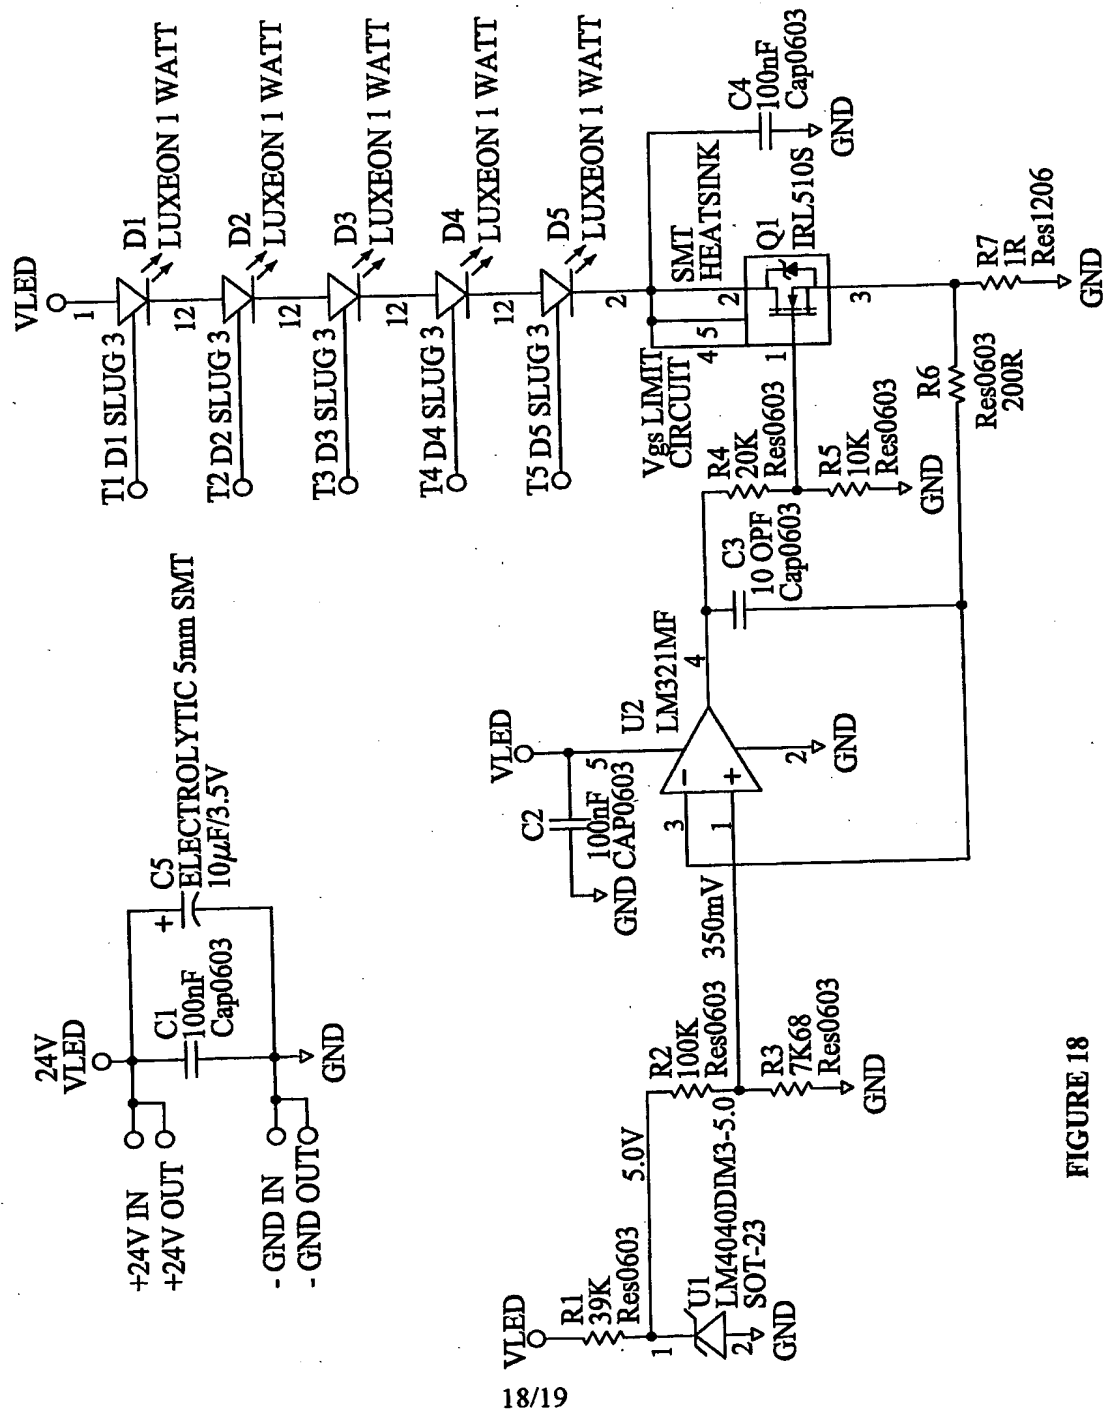 24V
VLED
+24V IN
+24V OUT
- GND IN
- GND OUT
C1
100nF
Cap0603
+
C5
ELECTROLYTIC 5mm SMT
10µF/3.5V
GND
VLED
1
D1
LUXEON 1 WATT
T1 D1 SLUG 3
12
D2
LUXEON 1 WATT
T2 D2 SLUG 3
12
D3
LUXEON 1 WATT
T3 D3 SLUG 3
12
D4
LUXEON 1 WATT
T4 D4 SLUG 3
12
D5
LUXEON 1 WATT
T5 D5 SLUG 3
2
C4
100nF
Cap0603
GND
SMT
HEATSINK
Vgs LIMIT
CIRCUIT
4
5
2
1
3
Q1
IRL510S
R4
20K
Res0603
R5
10K
Res0603
GND
R7
1R
Res1206
GND
R6
Res0603
200R
C3
10 OPF
Cap0603
VLED
C2
100nF
CAP0603
GND
5
U2
LM321MF
4
-
+
3
1
2
GND
350mV
VLED
R1
39K
Res0603
5.0V
1
U1
LM4040DIM3-5.0
SOT-23
2
GND
R2
100K
Res0603
R3
7K68
Res0603
GND
FIGURE 18
18/19